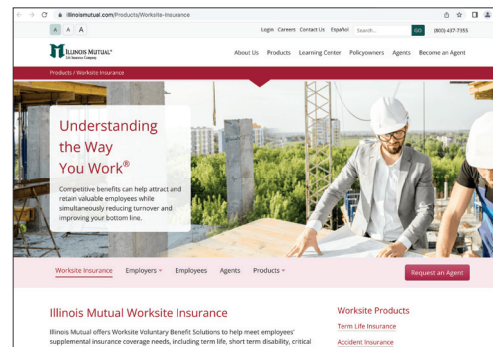 illinoismutual.com/Products/Worksite-Insurance
A A A
Login Careers Contact Us Español Search... GO (800) 437-7355
ILLINOIS MUTUAL®
Life Insurance Company
About Us Products Learning Center Policyowners Agents Become an Agent
Products / Worksite Insurance
Understanding
the Way
You Work®
Competitive benefits can help attract and
retain valuable employees while
simultaneously reducing turnover and
improving your bottom line.
Worksite Insurance Employers Employees Agents Products
Request an Agent
Illinois Mutual Worksite Insurance
Worksite Products
Illinois Mutual offers Worksite Voluntary Benefit Solutions to help meet employees'
supplemental insurance coverage needs, including term life, short term disability, critical
Term Life Insurance
Accident Insurance